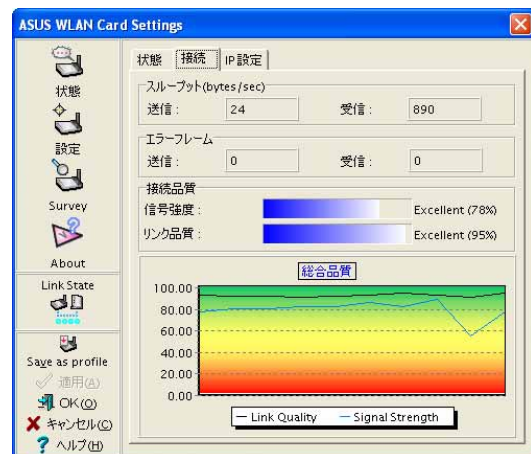 ASUS WLAN Card Settings
状態
設定
Survey
About
Link State
Save as profile
適用(A)
OK(O)
キャンセル(C)
ヘルプ(H)
状態 接続 IP 設定
スループット(bytes/sec)
送信: 24 受信: 890
エラーフレーム
送信: 0 受信: 0
接続品質
信号強度: Excellent (78%)
リンク品質: Excellent (95%)
総合品質
100.00
80.00
60.00
40.00
20.00
0.00
Link Quality Signal Strength